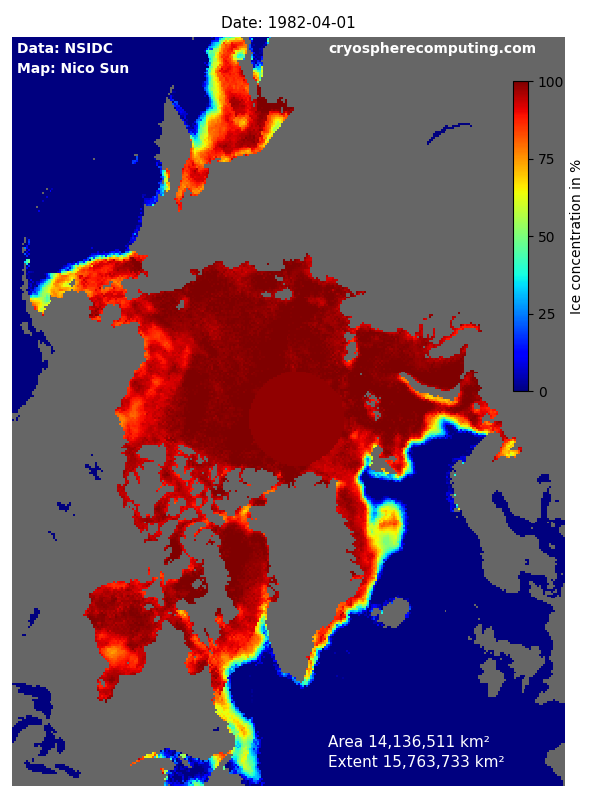 Date: 1982-04-01
Data: NSIDC
Map: Nico Sun
cryospherecomputing.com
100
75
50
25
0
Ice concentration in %
Area 14,136,511 km²
Extent 15,763,733 km²